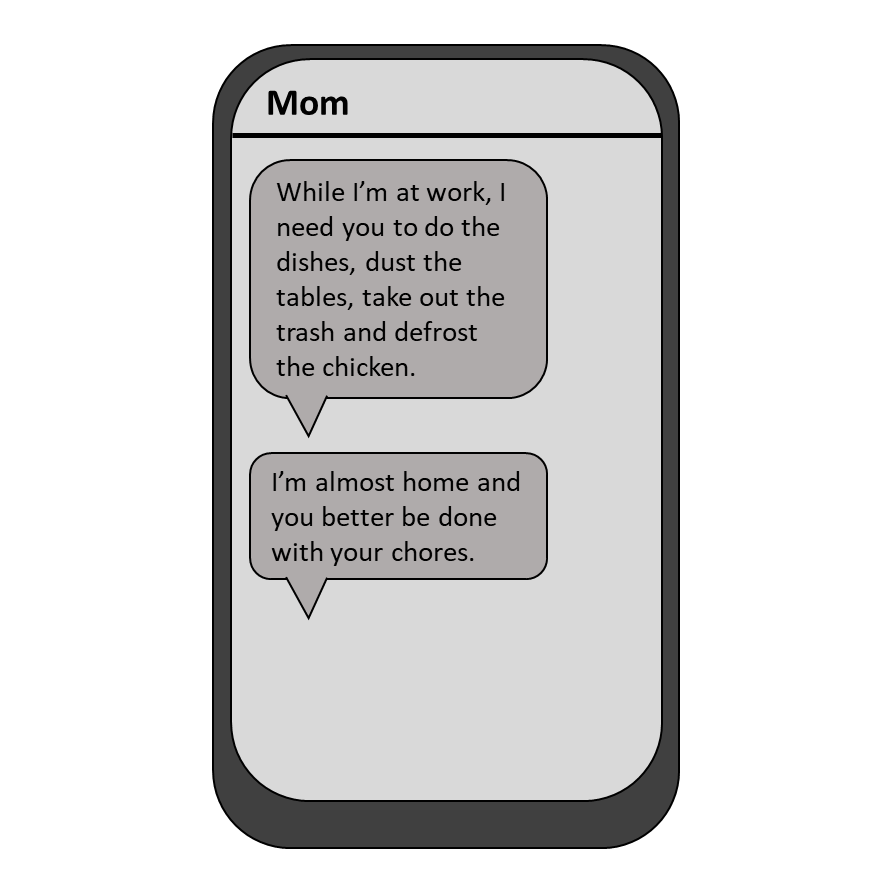 Mom
While I’m at work, I
need you to do the
dishes, dust the
tables, take out the
trash and defrost
the chicken.
I’m almost home and
you better be done
with your chores.